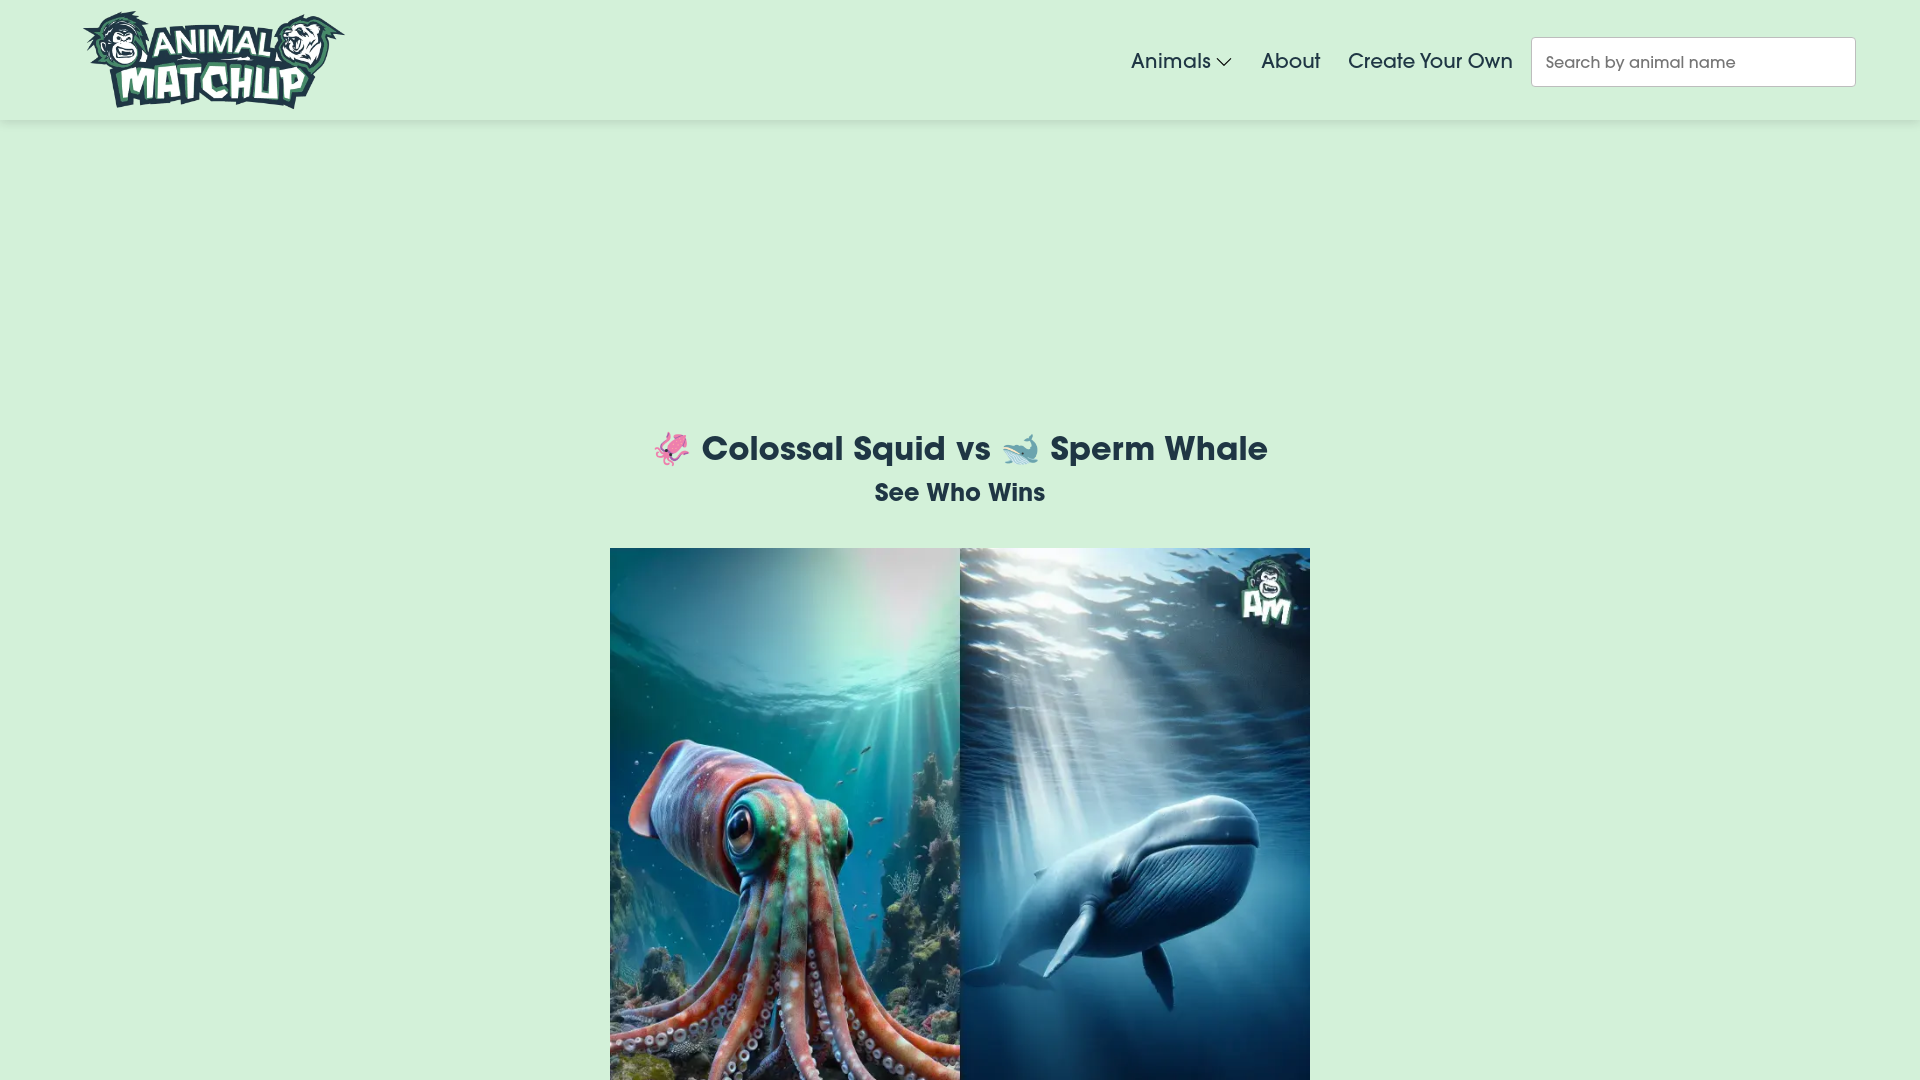 ANIMAL
MATCHUP
Animals
About
Create Your Own
Search by animal name
Colossal Squid vs Sperm Whale
See Who Wins
AM